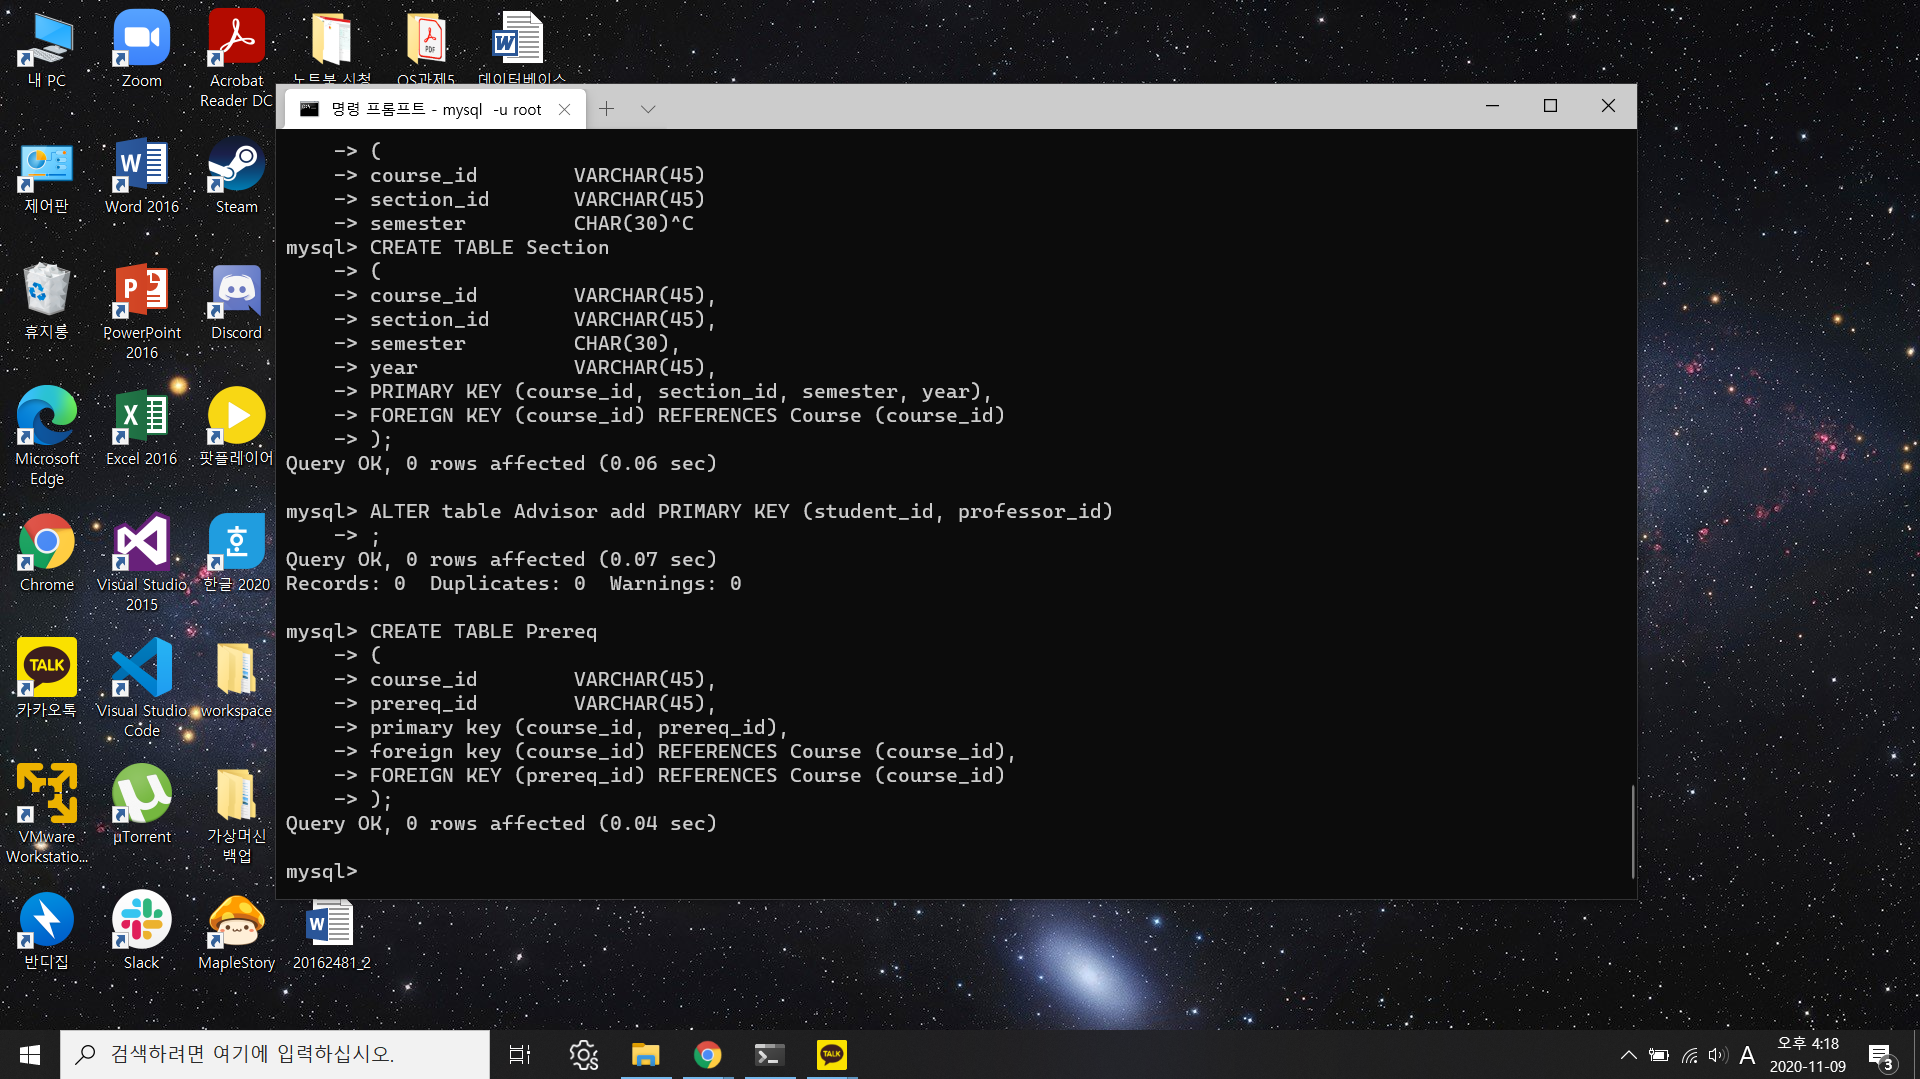 내 PC
Zoom
Acrobat
Reader DC
노트북 신청
OS과제5
데이터베이스
제어판
Word 2016
Steam
휴지통
PowerPoint
2016
Discord
Microsoft
Edge
Excel 2016
팟플레이어
Chrome
Visual Studio
2015
한글 2020
카카오톡
Visual Studio
Code
workspace
VMware
Workstatio...
µTorrent
가상머신
백업
반디집
Slack
MapleStory
20162481_2
명령 프롬프트 - mysql  -u root
    -> (
    -> course_id        VARCHAR(45)
    -> section_id       VARCHAR(45)
    -> semester         CHAR(30)^C
mysql> CREATE TABLE Section
    -> (
    -> course_id        VARCHAR(45),
    -> section_id       VARCHAR(45),
    -> semester         CHAR(30),
    -> year             VARCHAR(45),
    -> PRIMARY KEY (course_id, section_id, semester, year),
    -> FOREIGN KEY (course_id) REFERENCES Course (course_id)
    -> );
Query OK, 0 rows affected (0.06 sec)
mysql> ALTER table Advisor add PRIMARY KEY (student_id, professor_id)
    -> ;
Query OK, 0 rows affected (0.07 sec)
Records: 0  Duplicates: 0  Warnings: 0
mysql> CREATE TABLE Prereq
    -> (
    -> course_id        VARCHAR(45),
    -> prereq_id        VARCHAR(45),
    -> primary key (course_id, prereq_id),
    -> foreign key (course_id) REFERENCES Course (course_id),
    -> FOREIGN KEY (prereq_id) REFERENCES Course (course_id)
    -> );
Query OK, 0 rows affected (0.04 sec)
mysql>
검색하려면 여기에 입력하십시오.
A
오후 4:18
2020-11-09
3